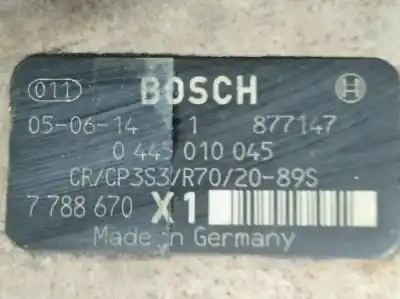 011 BOSCH
05-06-14 1 877147
0 445 010 045
CR/CP3S3/R70/20-89S
7 788 670 X1
Made in Germany